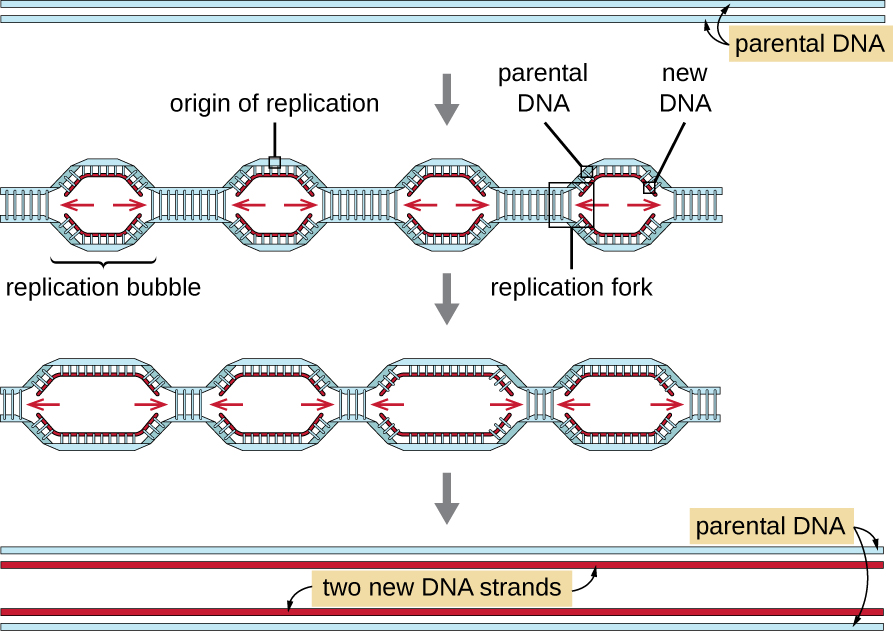 parental DNA
parental
DNA
new
DNA
origin of replication
replication bubble
replication fork
parental DNA
two new DNA strands